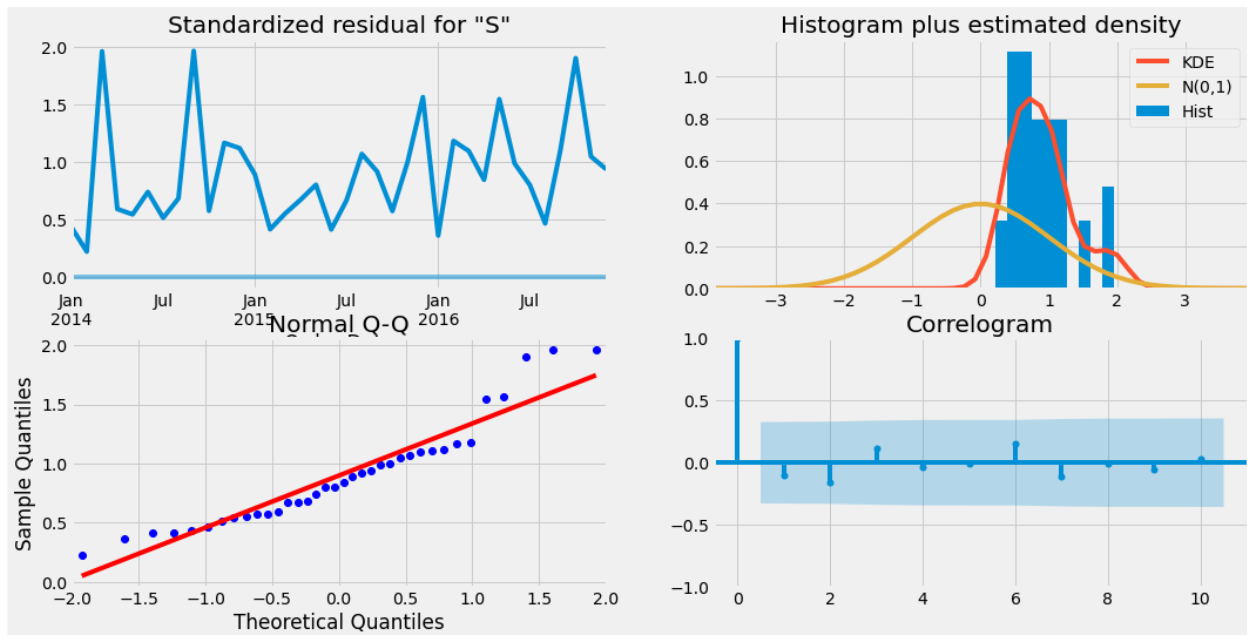 Standardized residual for "S"
2.0
1.5
1.0
0.5
0.0
Jan Jul Jan Jul Jan Jul
2014 2015 2016
Histogram plus estimated density
KDE
N(0,1)
Hist
1.0
0.8
0.6
0.4
0.2
0.0
−3 −2 −1 0 1 2 3
Normal Q-Q
Sample Quantiles
2.0
1.5
1.0
0.5
0.0
−2.0 −1.5 −1.0 −0.5 0.0 0.5 1.0 1.5 2.0
Theoretical Quantiles
Correlogram
1.0
0.5
0.0
−0.5
−1.0
0 2 4 6 8 10